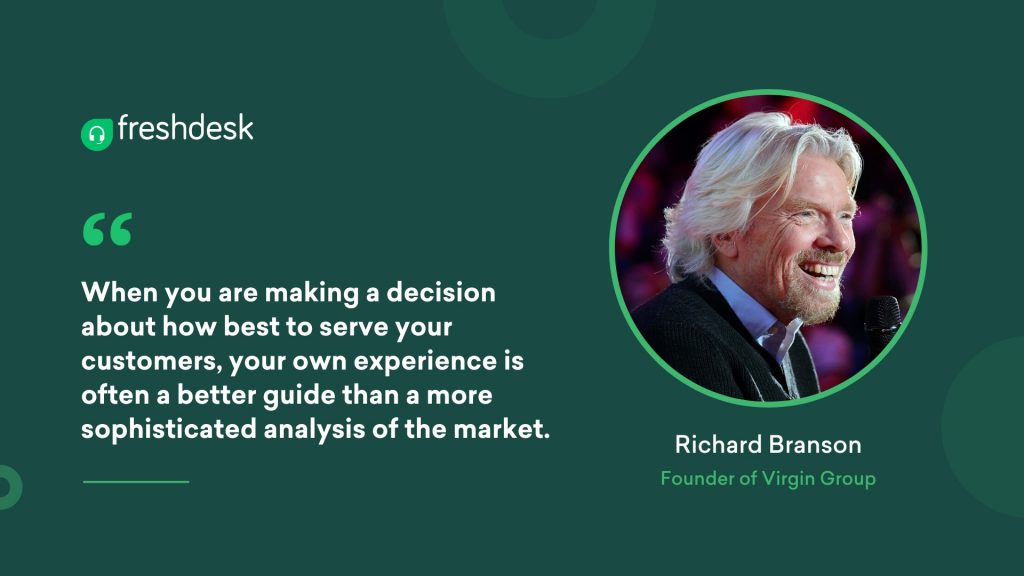 freshdesk
“
When you are making a decision
about how best to serve your
customers, your own experience is
often a better guide than a more
sophisticated analysis of the market.
Richard Branson
Founder of Virgin Group